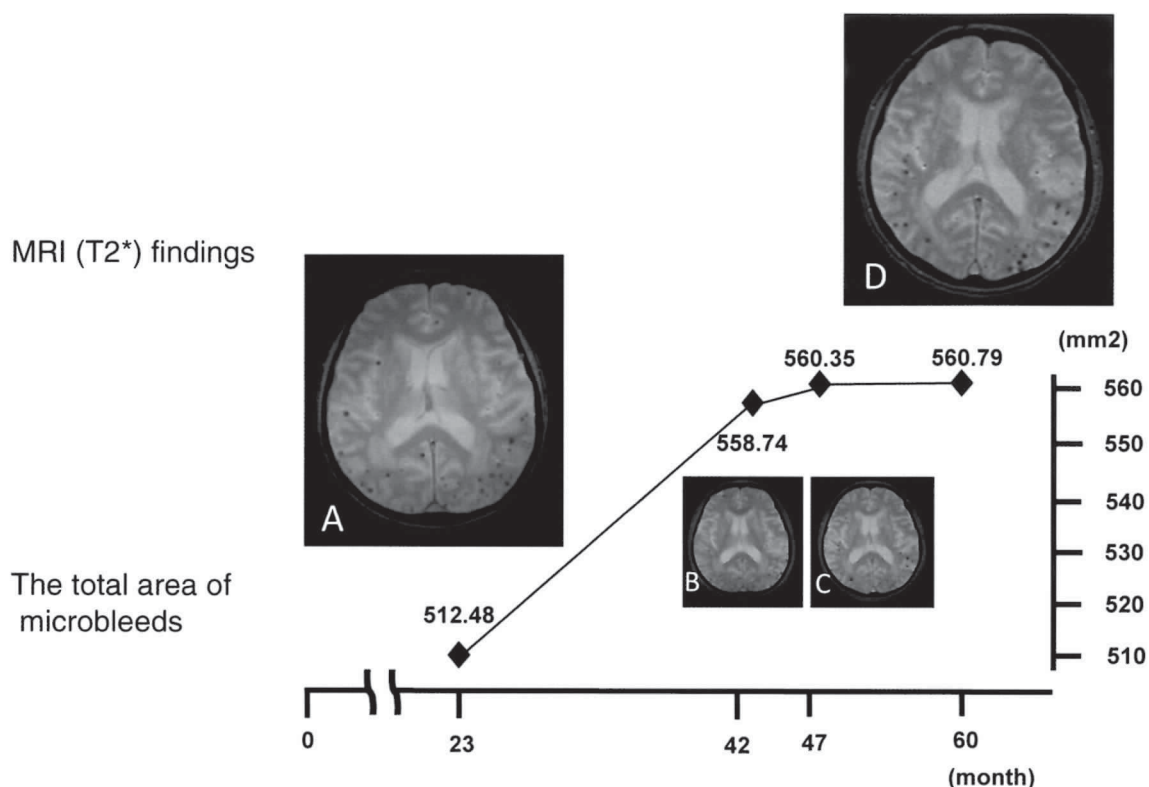 D
MRI (T2*) findings
A
(mm2)
560.35
560.79
560
558.74
550
540
B
C
530
The total area of
microbleeds
512.48
520
510
0
23
42
47
60
(month)